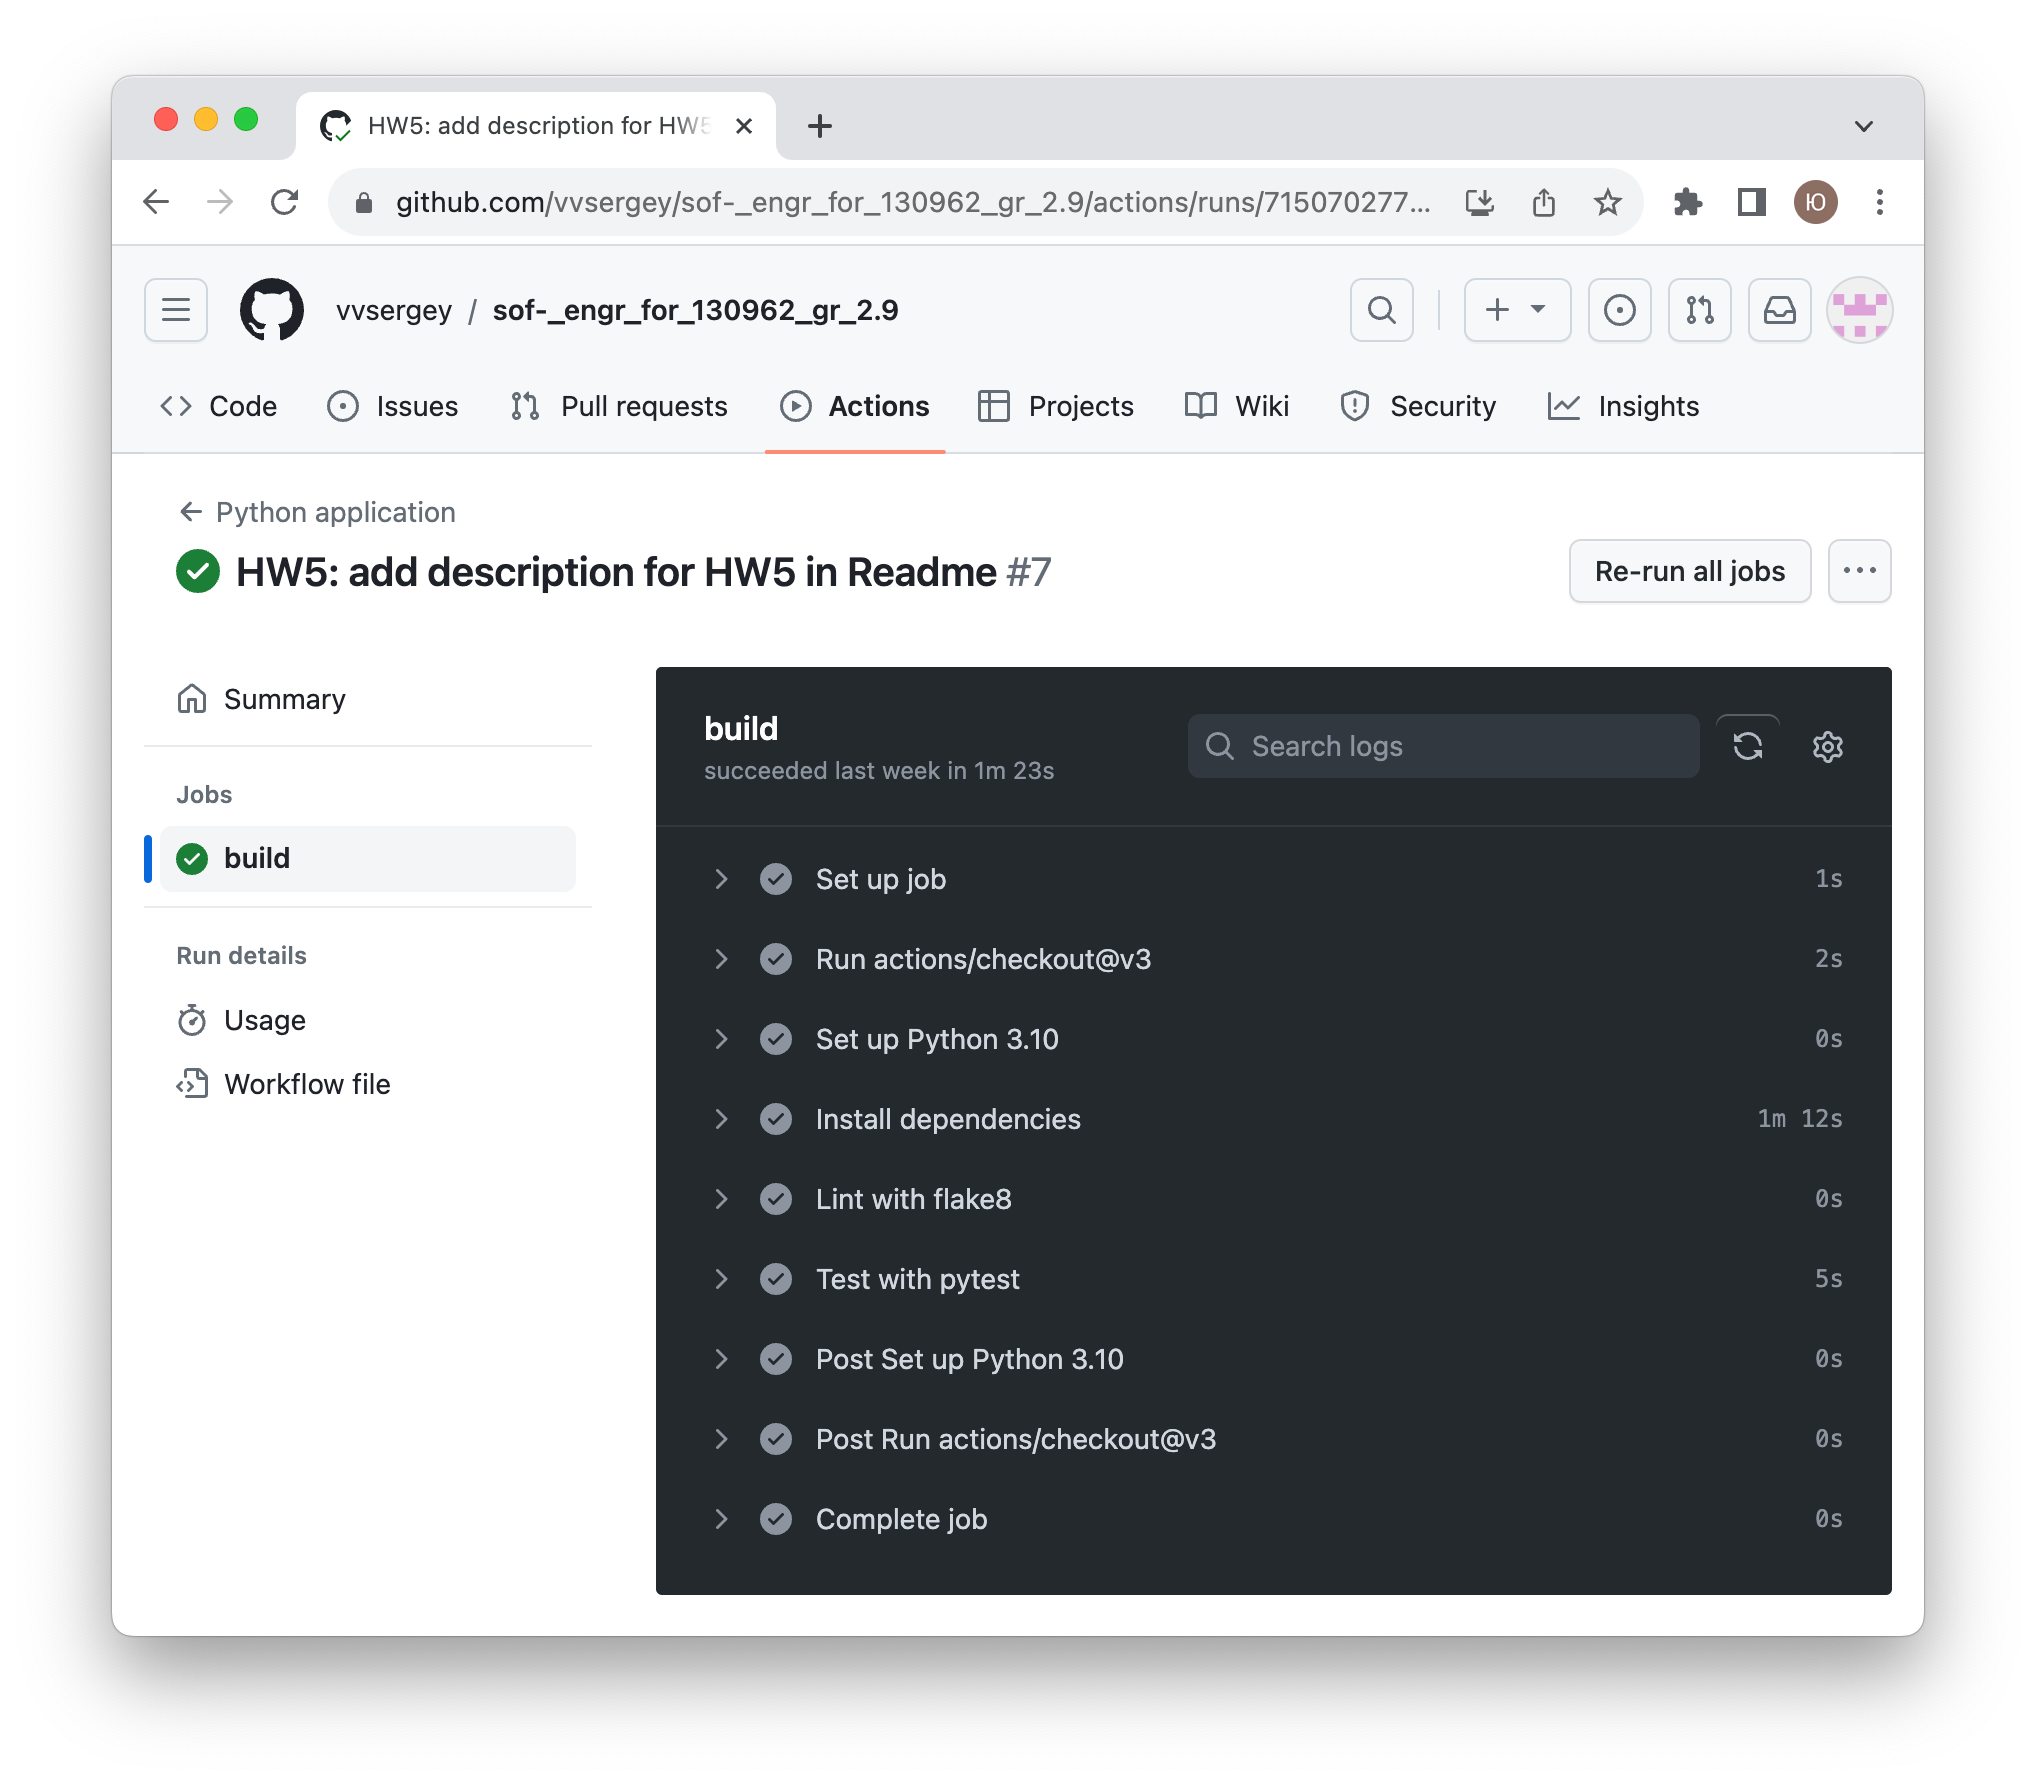 HW5: add description for HW5
github.com/vvsergey/sof-_engr_for_130962_gr_2.9/actions/runs/715070277...
Ю
vvsergey / sof-_engr_for_130962_gr_2.9
Code Issues Pull requests Actions Projects Wiki Security Insights
Python application
HW5: add description for HW5 in Readme #7
Re-run all jobs
Summary
Jobs
build
Run details
Usage
Workflow file
build
succeeded last week in 1m 23s
Search logs
Set up job 1s
Run actions/checkout@v3 2s
Set up Python 3.10 0s
Install dependencies 1m 12s
Lint with flake8 0s
Test with pytest 5s
Post Set up Python 3.10 0s
Post Run actions/checkout@v3 0s
Complete job 0s